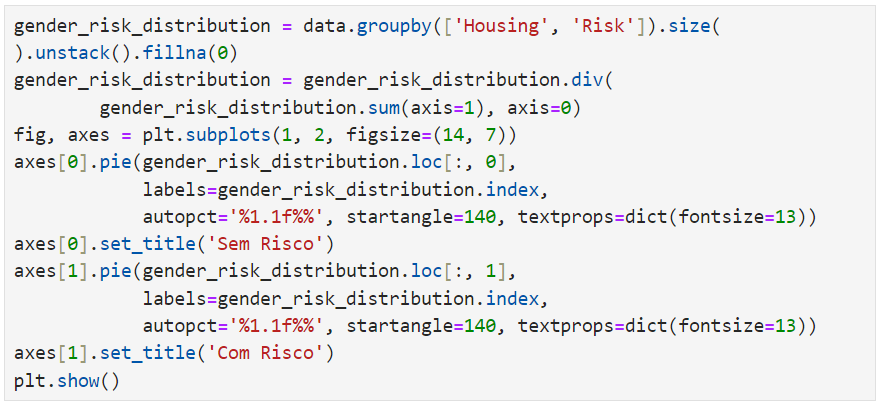 gender_risk_distribution = data.groupby(['Housing', 'Risk']).size(
).unstack().fillna(0)
gender_risk_distribution = gender_risk_distribution.div(
        gender_risk_distribution.sum(axis=1), axis=0)
fig, axes = plt.subplots(1, 2, figsize=(14, 7))
axes[0].pie(gender_risk_distribution.loc[:, 0],
            labels=gender_risk_distribution.index,
            autopct='%1.1f%%', startangle=140, textprops=dict(fontsize=13))
axes[0].set_title('Sem Risco')
axes[1].pie(gender_risk_distribution.loc[:, 1],
            labels=gender_risk_distribution.index,
            autopct='%1.1f%%', startangle=140, textprops=dict(fontsize=13))
axes[1].set_title('Com Risco')
plt.show()